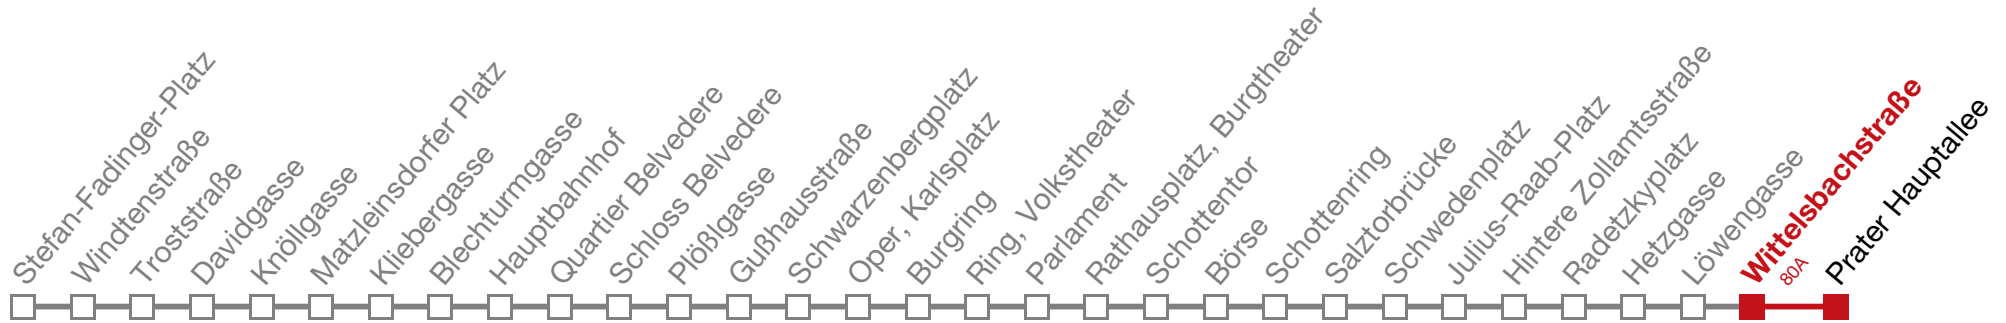 Stefan-Fadinger-Platz
Windtenstraße
Troststraße
Davidgasse
Knöllgasse
Matzleinsdorfer Platz
Kliebergasse
Blechturmgasse
Hauptbahnhof
Quartier Belvedere
Schloss Belvedere
Plößlgasse
Gußhausstraße
Schwarzenbergplatz
Oper, Karlsplatz
Burgring
Ring, Volkstheater
Parlament
Rathausplatz, Burgtheater
Schottentor
Börse
Schottenring
Salztorbrücke
Schwedenplatz
Julius-Raab-Platz
Hintere Zollamtsstraße
Radetzkyplatz
Hetzgasse
Löwengasse
Wittelsbachstraße
80A
Prater Hauptallee